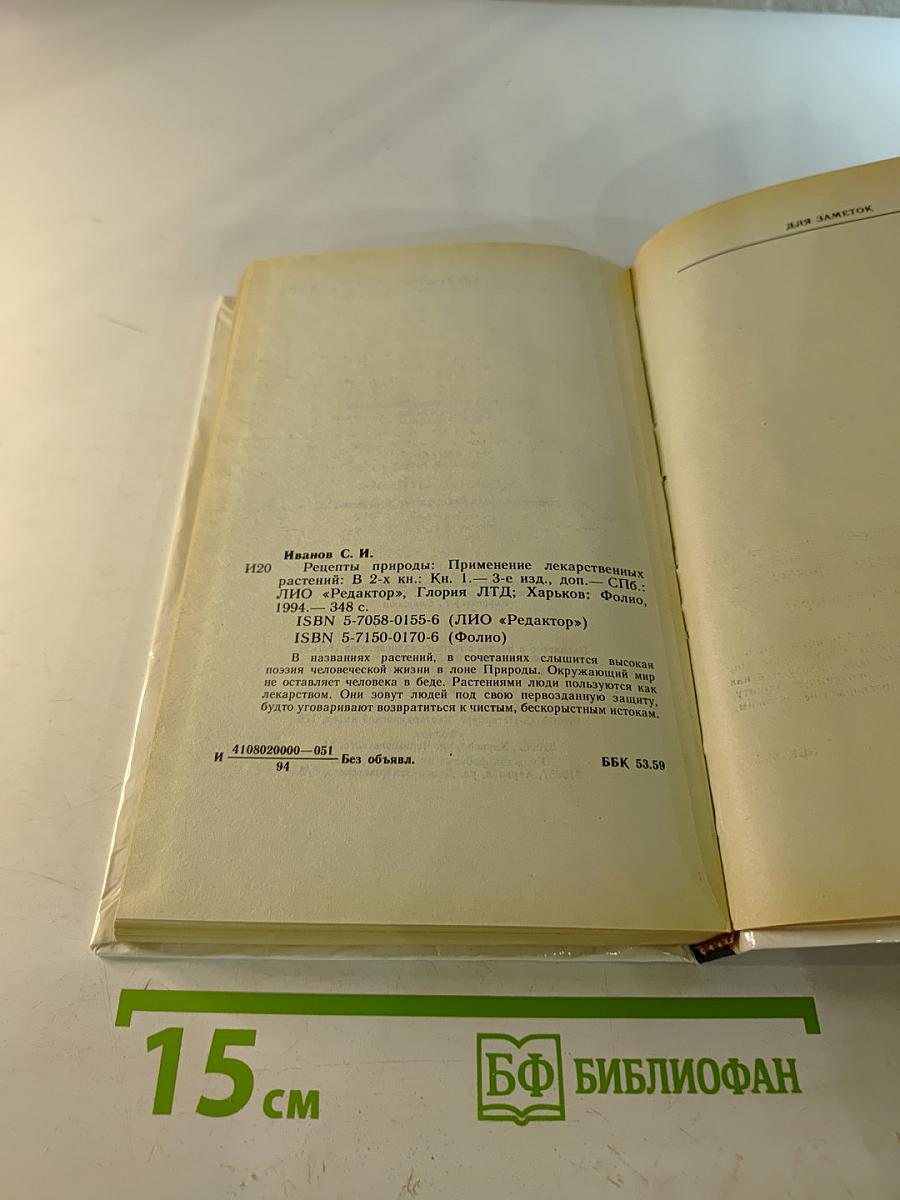 ДЛЯ ЗАМЕТОК
Иванов С. И.
И20 Рецепты природы: Применение лекарственных
растений: В 2-х кн.: Кн. 1.— 3-е изд., доп.— СПб.:
ЛИО «Редактор», Глория ЛТД; Харьков: Фолио,
1994.— 348 с.
ISBN 5-7058-0155-6 (ЛИО «Редактор»)
ISBN 5-7150-0170-6 (Фолио)
В названиях растений, в сочетаниях слышится высокая
поэзия человеческой жизни в лоне Природы. Окружающий мир
не оставляет человека в беде. Растениями люди пользуются как
лекарством. Они зовут людей под свою первозданную защиту,
будто уговаривают возвратиться к чистым, бескорыстным истокам.
4108020000—051
И Без объявл. ББК 53.59
94
15 см БФ БИБЛИОФАН